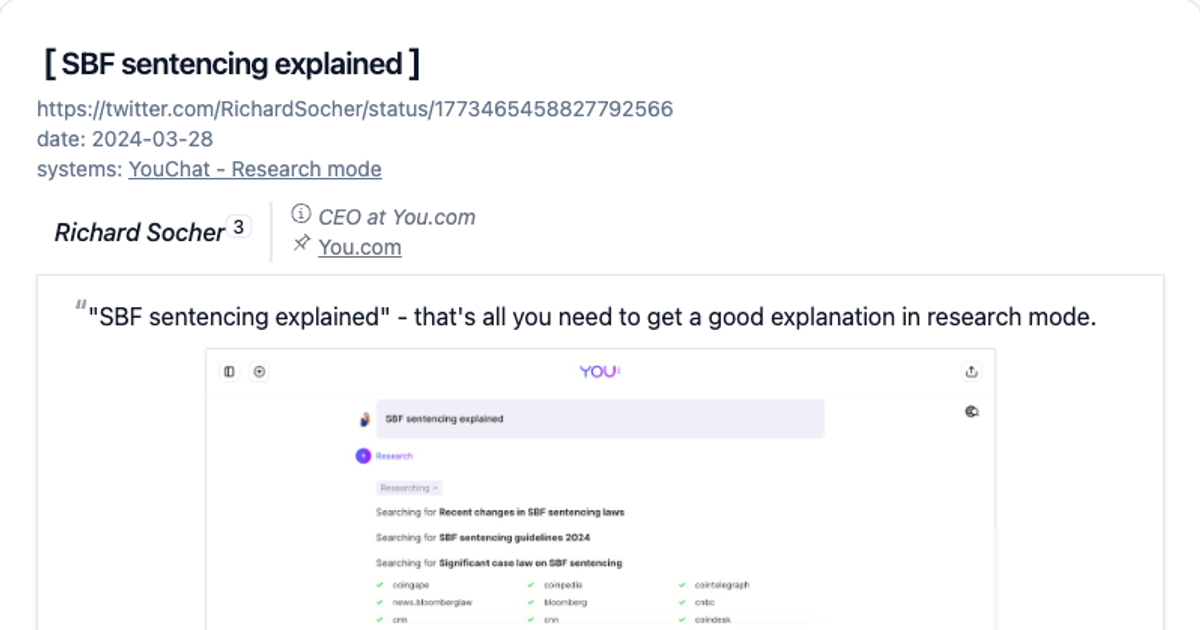 [ SBF sentencing explained ]
https://twitter.com/RichardSocher/status/1773465458827792566
date: 2024-03-28
systems: YouChat - Research mode
Richard Socher 3
CEO at You.com
You.com
“"SBF sentencing explained" - that's all you need to get a good explanation in research mode.
YOU:
SBF sentencing explained
Research
Researching
Searching for Recent changes in SBF sentencing laws
Searching for SBF sentencing guidelines 2024
Searching for Significant case law on SBF sentencing
coingape coinpedia cointelegraph
news.bloomberglaw bloomberg cnbc
cnn cnn coindesk